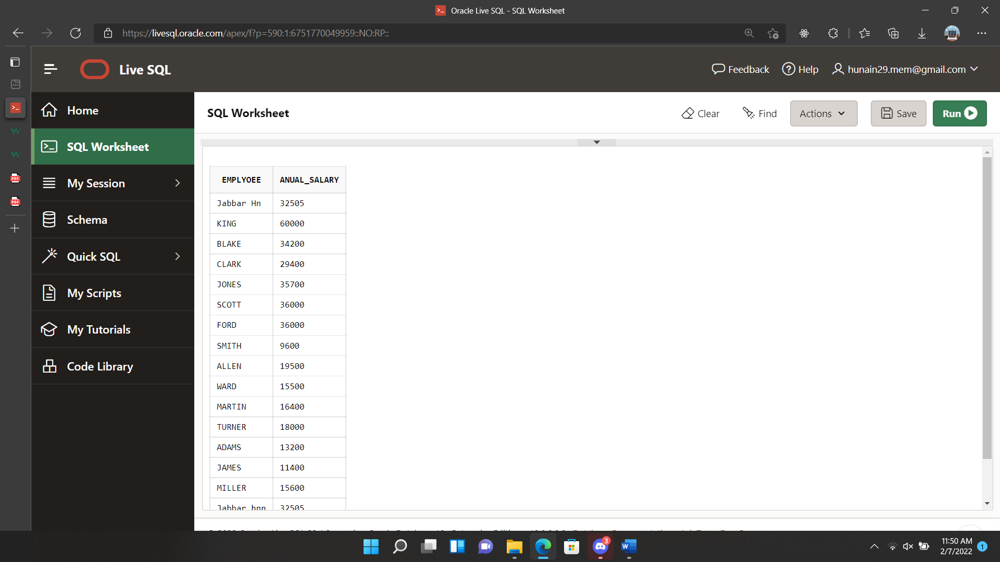 Oracle Live SQL - SQL Worksheet
https://livesql.oracle.com/apex/f?p=590:1:6751770049959::NO:RP::
Live SQL
Feedback
Help
hunain29.mem@gmail.com
Home
SQL Worksheet
My Session
Schema
Quick SQL
My Scripts
My Tutorials
Code Library
SQL Worksheet
Clear
Find
Actions
Save
Run
EMPLYOEE ANUAL_SALARY
Jabbar Hn 32505
KING 60000
BLAKE 34200
CLARK 29400
JONES 35700
SCOTT 36000
FORD 36000
SMITH 9600
ALLEN 19500
WARD 15500
MARTIN 16400
TURNER 18000
ADAMS 13200
JAMES 11400
MILLER 15600
Jabbar hnn 32505
PDF
PDF
3
W
11:50 AM
2/7/2022
1